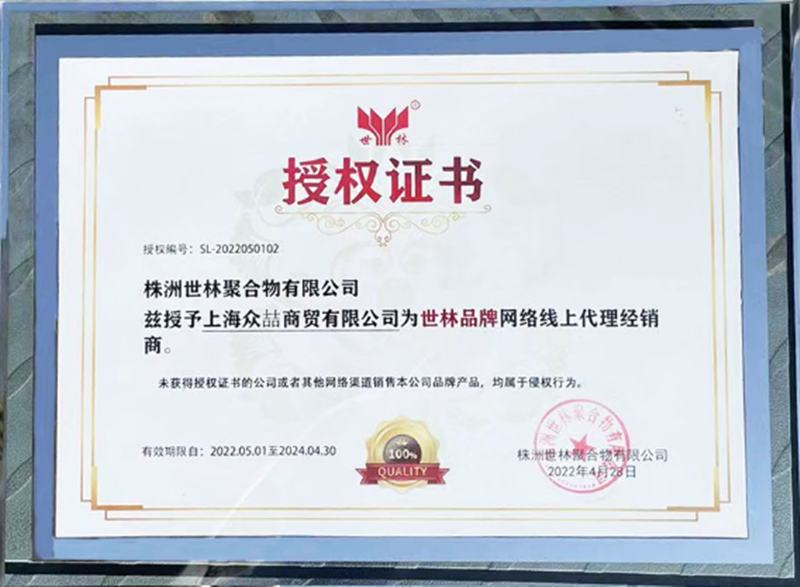 ®
世 林
授权证书
授权编号：SL-2022050102
株洲世林聚合物有限公司
兹授予上海众喆商贸有限公司为世林品牌网络线上代理经销
商。
未获得授权证书的公司或者其他网络渠道销售本公司品牌产品，均属于侵权行为。
有效期限自：2022.05.01至2024.04.30
100%
QUALITY
株洲世林聚合物有限公司
2022年4月28日